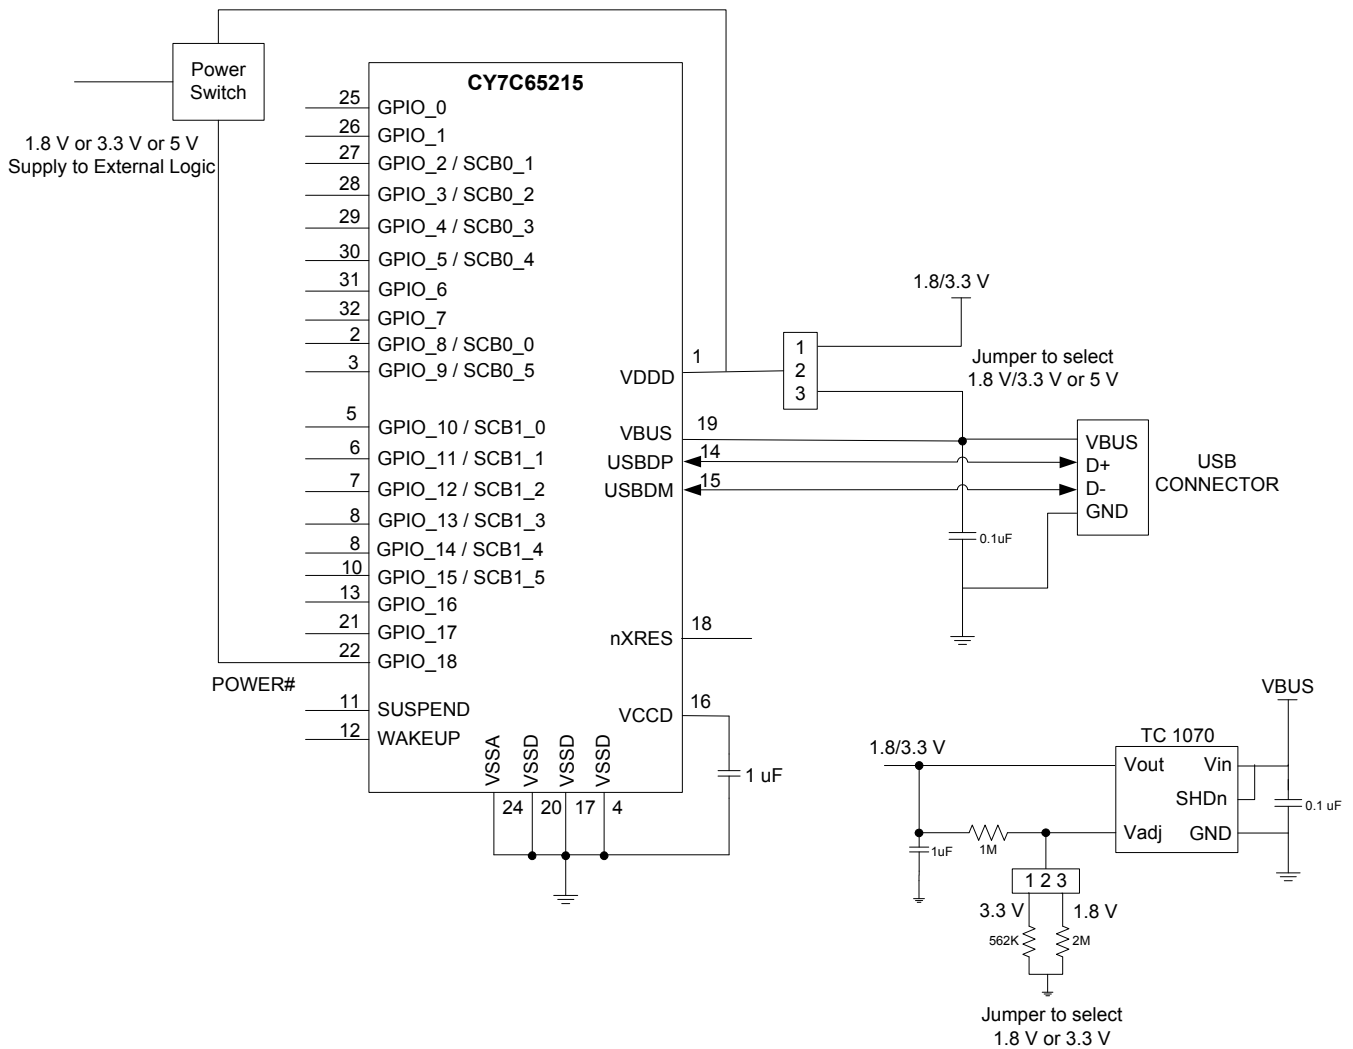 Power
Switch
1.8 V or 3.3 V or 5 V
Supply to External Logic
CY7C65215
25 GPIO_0
26 GPIO_1
27 GPIO_2 / SCB0_1
28 GPIO_3 / SCB0_2
29 GPIO_4 / SCB0_3
30 GPIO_5 / SCB0_4
31 GPIO_6
32 GPIO_7
2 GPIO_8 / SCB0_0
3 GPIO_9 / SCB0_5
5 GPIO_10 / SCB1_0
6 GPIO_11 / SCB1_1
7 GPIO_12 / SCB1_2
8 GPIO_13 / SCB1_3
8 GPIO_14 / SCB1_4
10 GPIO_15 / SCB1_5
13 GPIO_16
21 GPIO_17
22 GPIO_18
POWER#
11 SUSPEND
12 WAKEUP
VSSA
VSSD
VSSD
VSSD
24 20 17 4
VDDD 1
VBUS 19
USBDP 14
USBDM 15
nXRES 18
VCCD 16
1 uF
1.8/3.3 V
1
2
3
Jumper to select
1.8 V/3.3 V or 5 V
VBUS
D+
D-
GND
USB
CONNECTOR
0.1uF
VBUS
1.8/3.3 V
TC 1070
Vout Vin
SHDn
Vadj GND
0.1 uF
1uF
1M
1 2 3
3.3 V 1.8 V
562K 2M
Jumper to select
1.8 V or 3.3 V